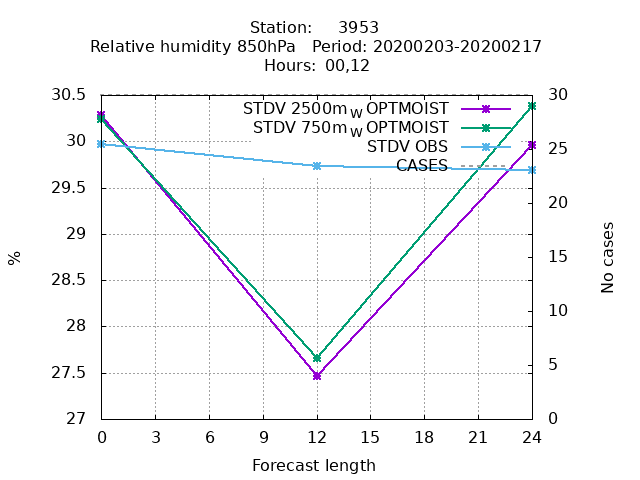 Station: 3953
Relative humidity 850hPa Period: 20200203-20200217
Hours: 00,12
STDV 2500m_W OPTMOIST
STDV 750m_W OPTMOIST
STDV OBS
CASES
30.5
30
29.5
29
28.5
28
27.5
27
%
30
25
20
15
10
5
0
No cases
0 3 6 9 12 15 18 21 24
Forecast length